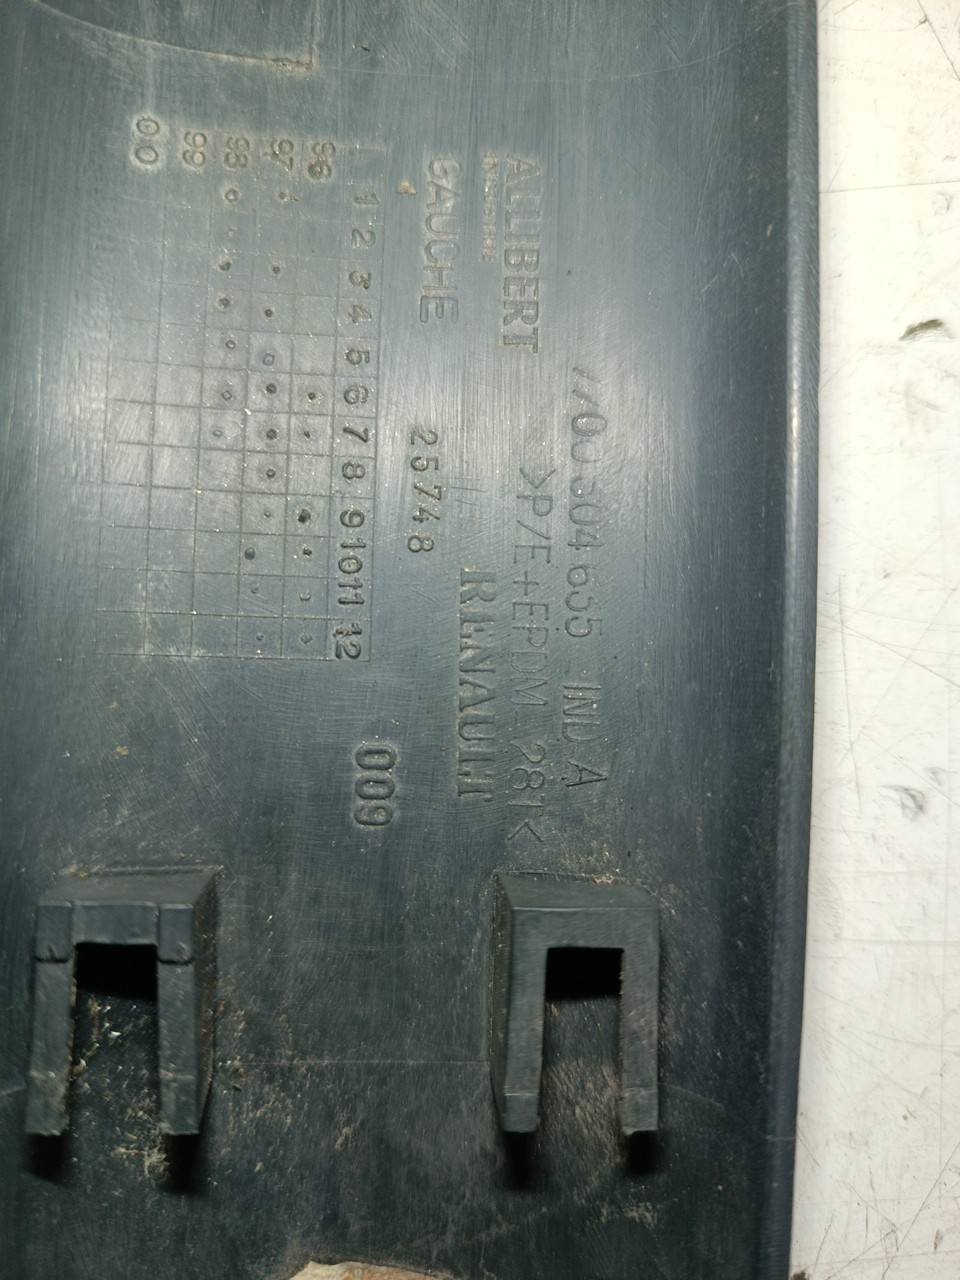 7700 304 655 IND A
>P/E+EPDM 281<
ALLIBERT
RENAULT
GAUCHE 25748
009
1 2 3 4 5 6 7 8 9 10 11 12
96
97
98
99
00